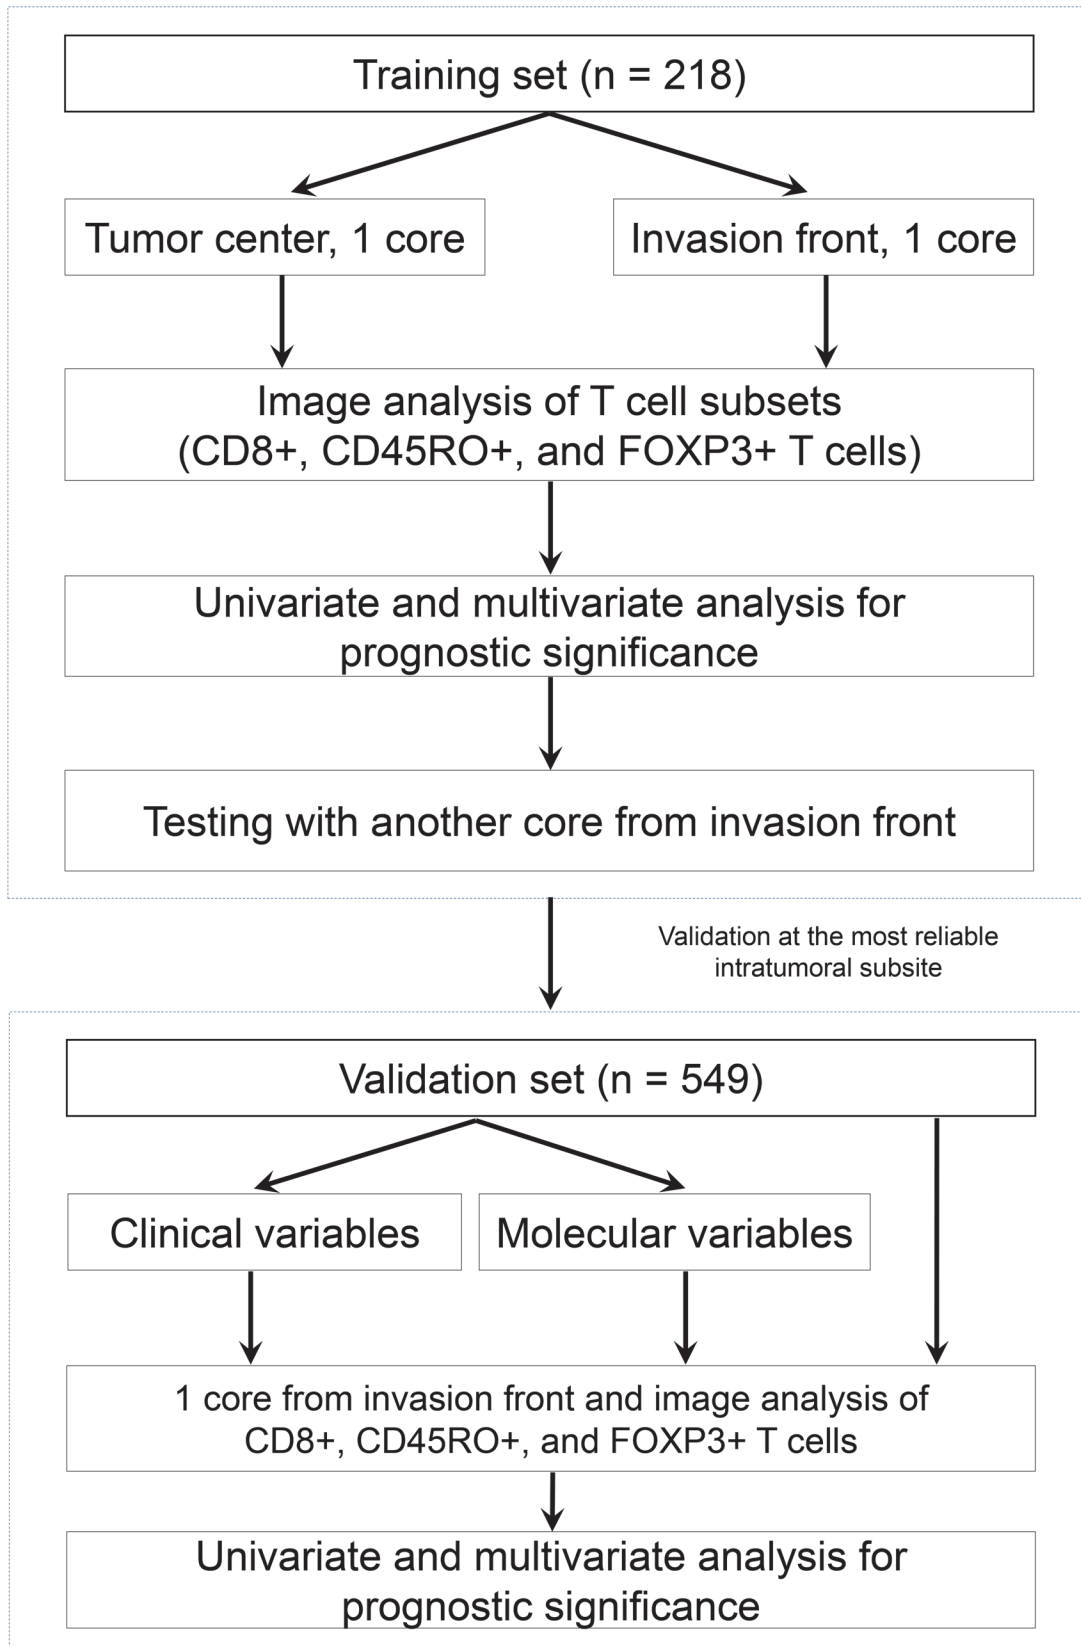 Training set (n = 218)
Tumor center, 1 core
Invasion front, 1 core
Image analysis of T cell subsets
(CD8+, CD45RO+, and FOXP3+ T cells)
Univariate and multivariate analysis for
prognostic significance
Testing with another core from invasion front
Validation at the most reliable
intratumoral subsite
Validation set (n = 549)
Clinical variables
Molecular variables
1 core from invasion front and image analysis of
CD8+, CD45RO+, and FOXP3+ T cells
Univariate and multivariate analysis for
prognostic significance